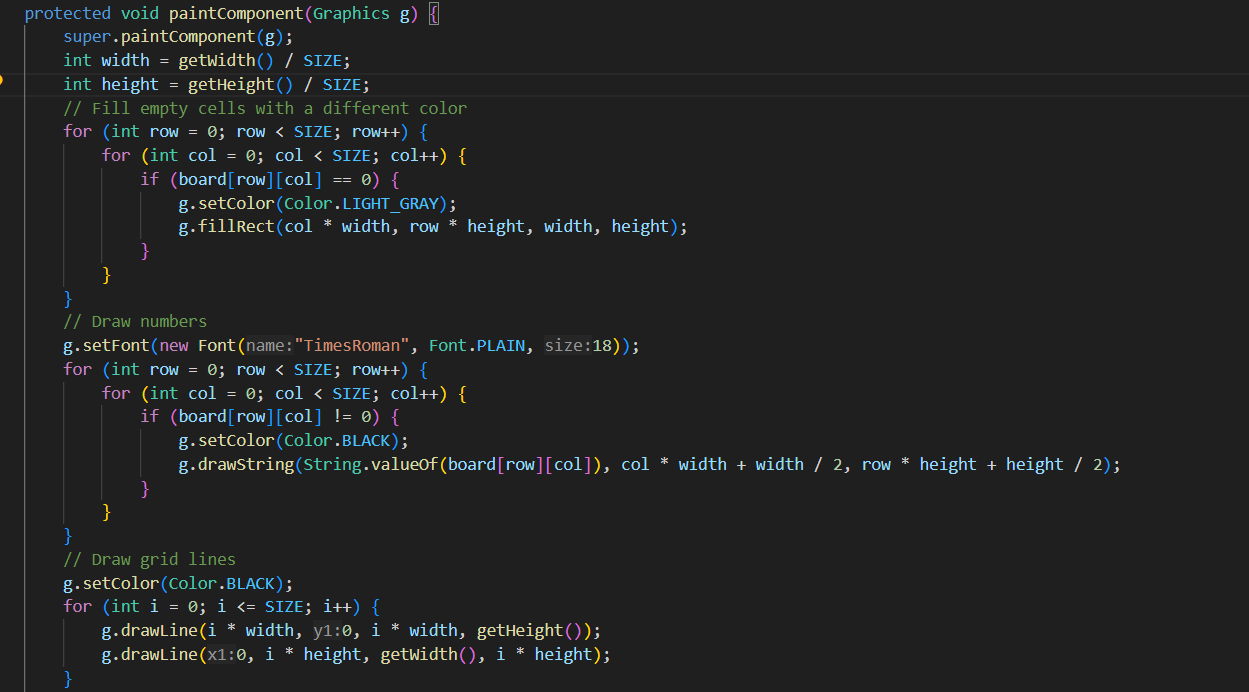 protected void paintComponent(Graphics g) {
    super.paintComponent(g);
    int width = getWidth() / SIZE;
    int height = getHeight() / SIZE;
    // Fill empty cells with a different color
    for (int row = 0; row < SIZE; row++) {
        for (int col = 0; col < SIZE; col++) {
            if (board[row][col] == 0) {
                g.setColor(Color.LIGHT_GRAY);
                g.fillRect(col * width, row * height, width, height);
            }
        }
    }
    // Draw numbers
    g.setFont(new Font(name:"TimesRoman", Font.PLAIN, size:18));
    for (int row = 0; row < SIZE; row++) {
        for (int col = 0; col < SIZE; col++) {
            if (board[row][col] != 0) {
                g.setColor(Color.BLACK);
                g.drawString(String.valueOf(board[row][col]), col * width + width / 2, row * height + height / 2);
            }
        }
    }
    // Draw grid lines
    g.setColor(Color.BLACK);
    for (int i = 0; i <= SIZE; i++) {
        g.drawLine(i * width, y1:0, i * width, getHeight());
        g.drawLine(x1:0, i * height, getWidth(), i * height);
    }